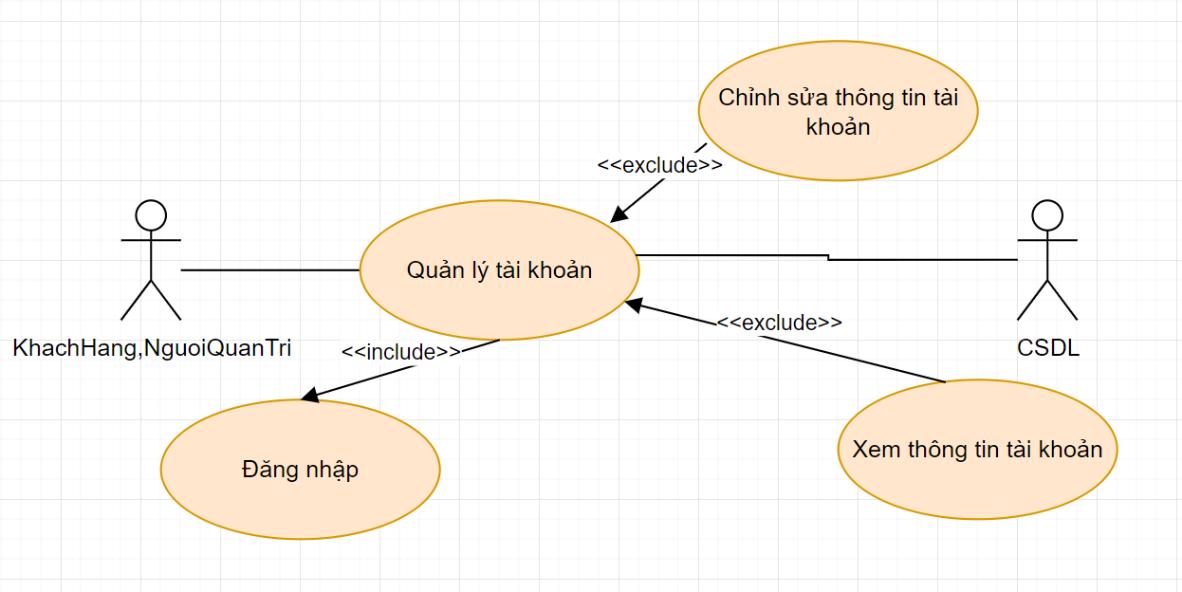 Chỉnh sửa thông tin tài
khoản
<<exclude>>
Quản lý tài khoản
<<exclude>>
KhachHang,NguoiQuanTri
<<include>>
CSDL
Đăng nhập
Xem thông tin tài khoản